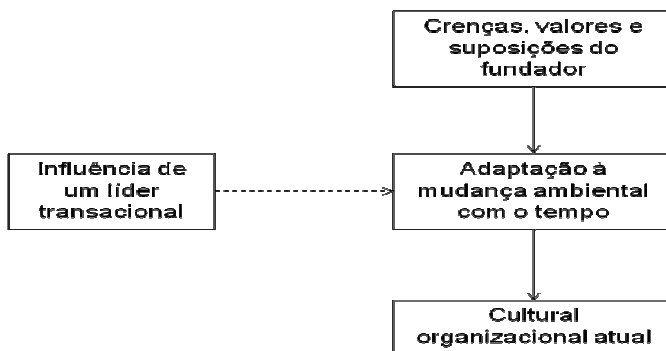 Crenças, valores e
suposições do
fundador
Influência de
um líder
transacional
Adaptação à
mudança ambiental
com o tempo
Cultural
organizacional atual